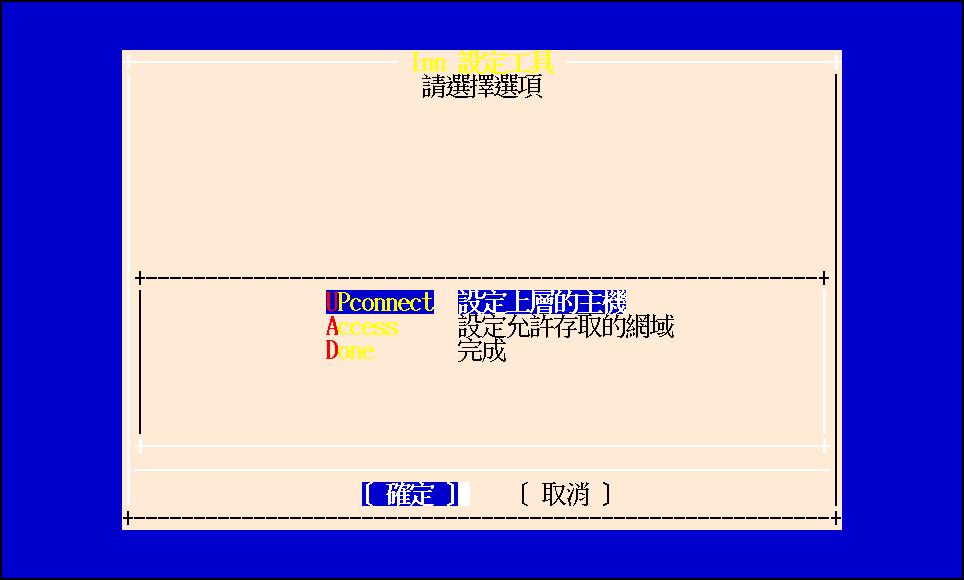 Inn 設定工具
請選擇選項
UPconnect 設定上層的主機
Access 設定允許存取的網域
Done 完成
[ 確定 ] [ 取消 ]